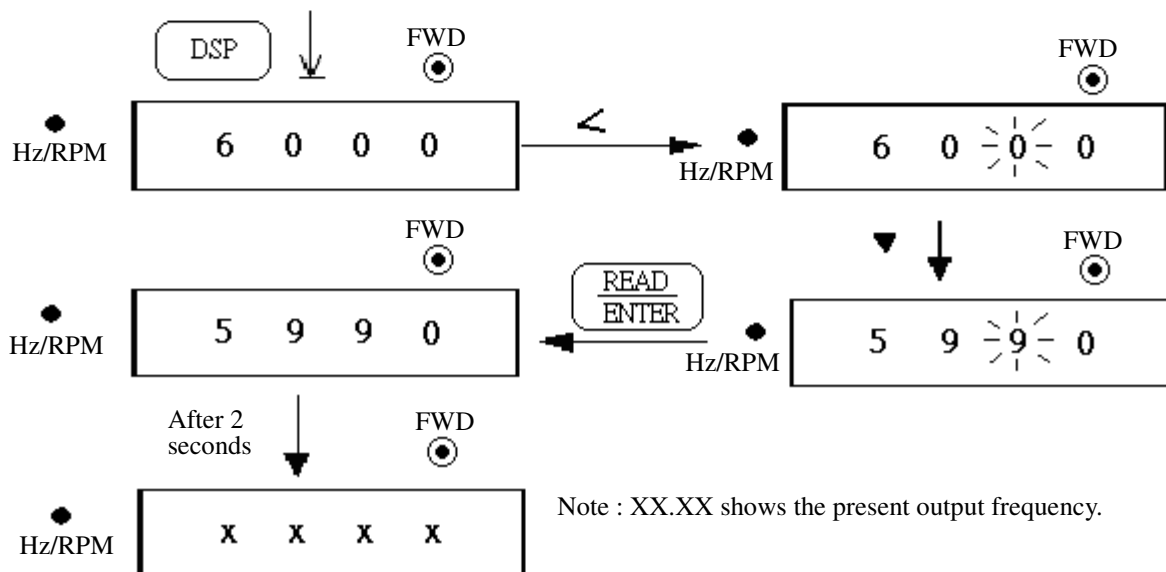 DSP
FWD
Hz/RPM
6 0 0 0
<
FWD
Hz/RPM
6 0 0 0
FWD
Hz/RPM
5 9 9 0
READ
ENTER
FWD
Hz/RPM
5 9 9 0
After 2
seconds
FWD
Hz/RPM
x x x x
Note : XX.XX shows the present output frequency.